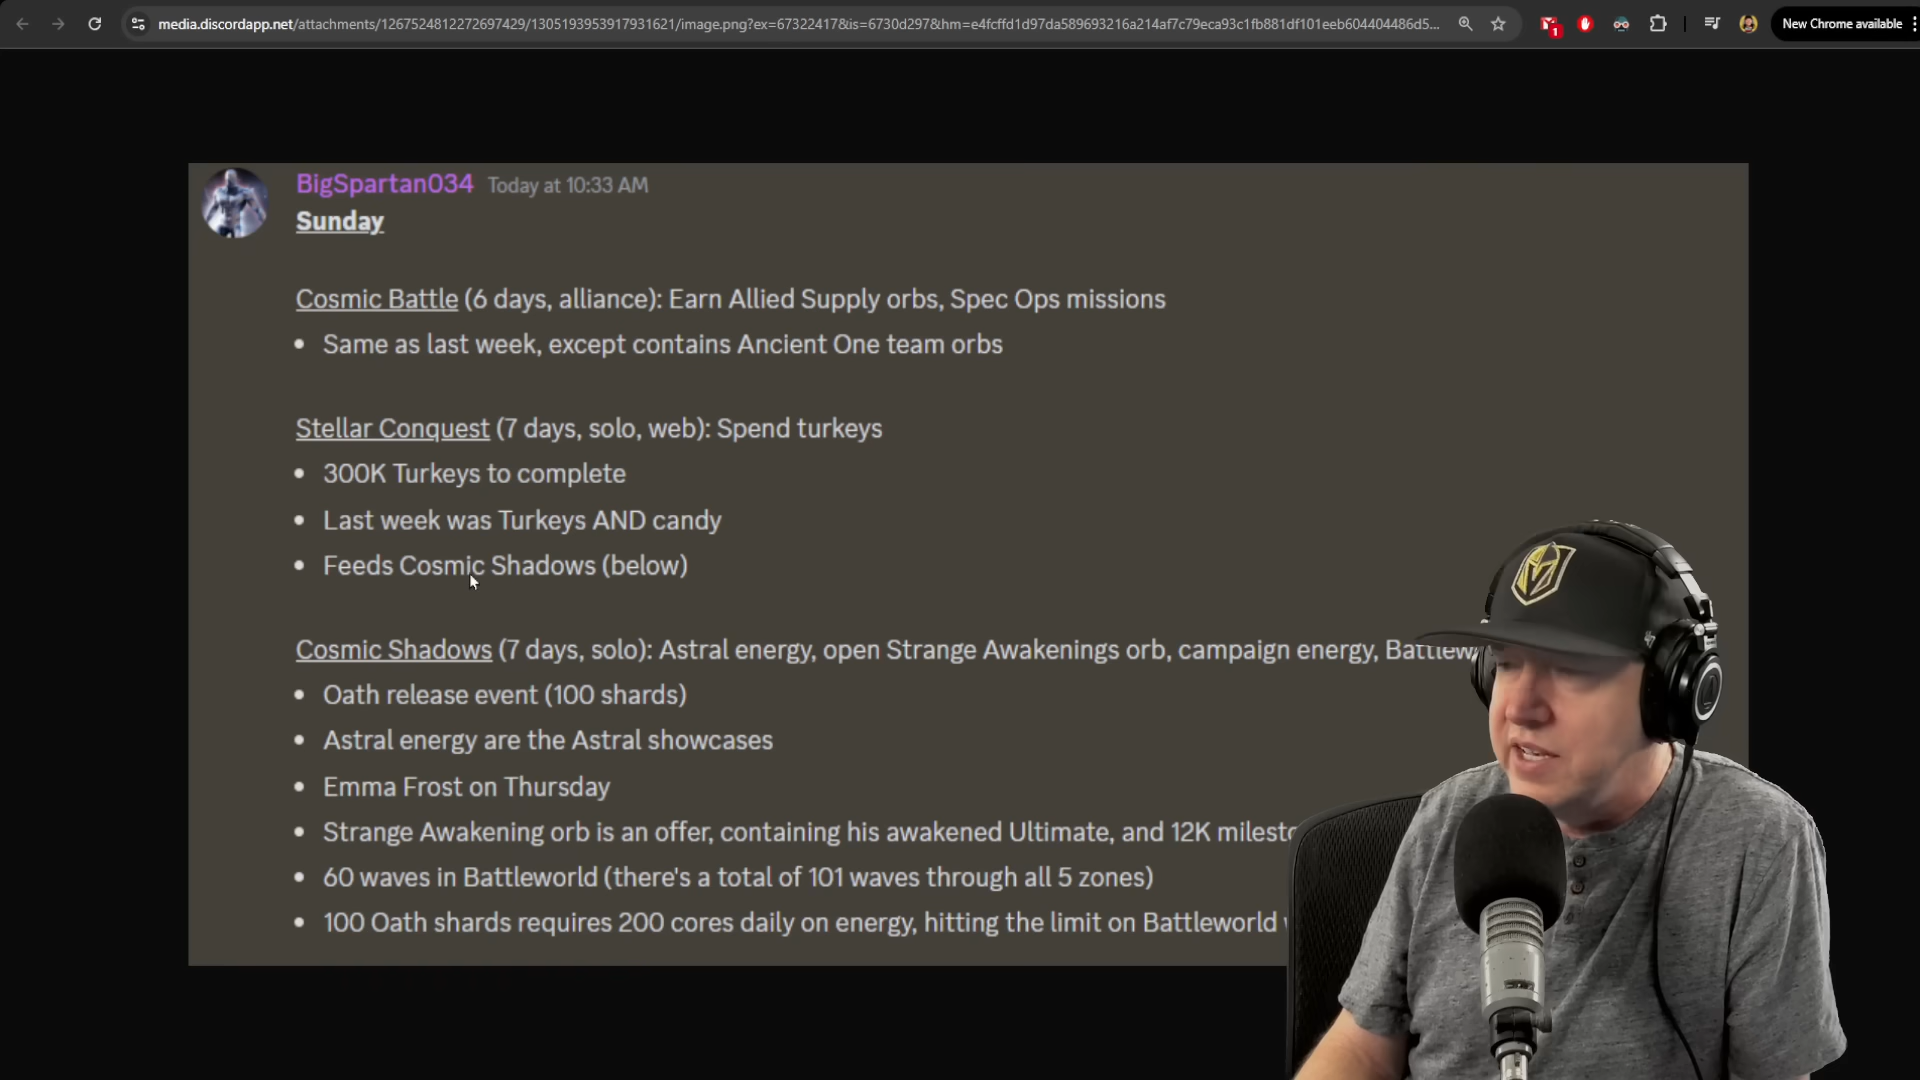 media.discordapp.net/attachments/1267524812272697429/1305193953917931621/image.png?ex=67322417&is=6730d297&hm=e4fcffd1d97da589693216a214af7c79eca93c1fb881df101eeb604404486d5...
1
New Chrome available
BigSpartan034 Today at 10:33 AM
Sunday
Cosmic Battle (6 days, alliance): Earn Allied Supply orbs, Spec Ops missions
• Same as last week, except contains Ancient One team orbs
Stellar Conquest (7 days, solo, web): Spend turkeys
• 300K Turkeys to complete
• Last week was Turkeys AND candy
• Feeds Cosmic Shadows (below)
Cosmic Shadows (7 days, solo): Astral energy, open Strange Awakenings orb, campaign energy,
• Oath release event (100 shards)
• Astral energy are the Astral showcases
• Emma Frost on Thursday
• Strange Awakening orb is an offer, containing his awakened Ultimate, and 12K
• 60 waves in Battleworld (there's a total of 101 waves through all 5 zones)
• 100 Oath shards requires 200 cores daily on energy, hitting the limit on Battleworld